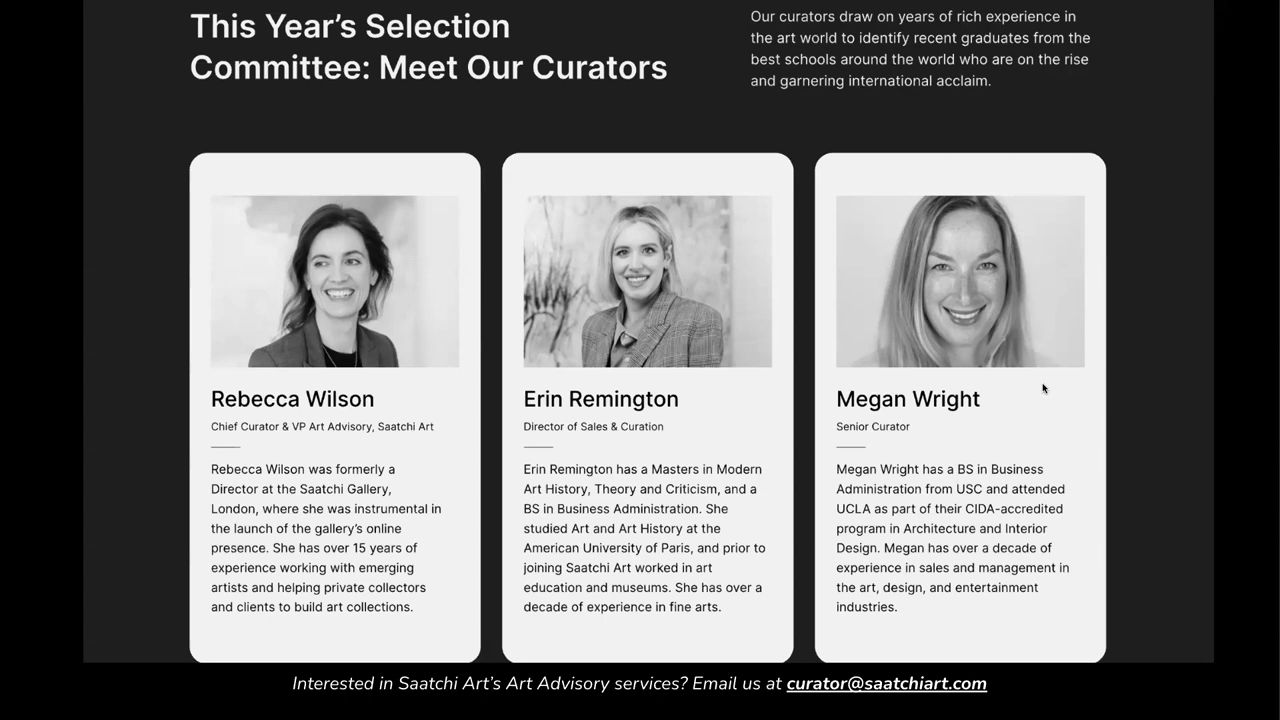 This Year’s Selection
Committee: Meet Our Curators
Our curators draw on years of rich experience in
the art world to identify recent graduates from the
best schools around the world who are on the rise
and garnering international acclaim.
Rebecca Wilson
Chief Curator & VP Art Advisory, Saatchi Art
Rebecca Wilson was formerly a
Director at the Saatchi Gallery,
London, where she was instrumental in
the launch of the gallery’s online
presence. She has over 15 years of
experience working with emerging
artists and helping private collectors
and clients to build art collections.
Erin Remington
Director of Sales & Curation
Erin Remington has a Masters in Modern
Art History, Theory and Criticism, and a
BS in Business Administration. She
studied Art and Art History at the
American University of Paris, and prior to
joining Saatchi Art worked in art
education and museums. She has over a
decade of experience in fine arts.
Megan Wright
Senior Curator
Megan Wright has a BS in Business
Administration from USC and attended
UCLA as part of their CIDA-accredited
program in Architecture and Interior
Design. Megan has over a decade of
experience in sales and management in
the art, design, and entertainment
industries.
Interested in Saatchi Art’s Art Advisory services? Email us at curator@saatchiart.com